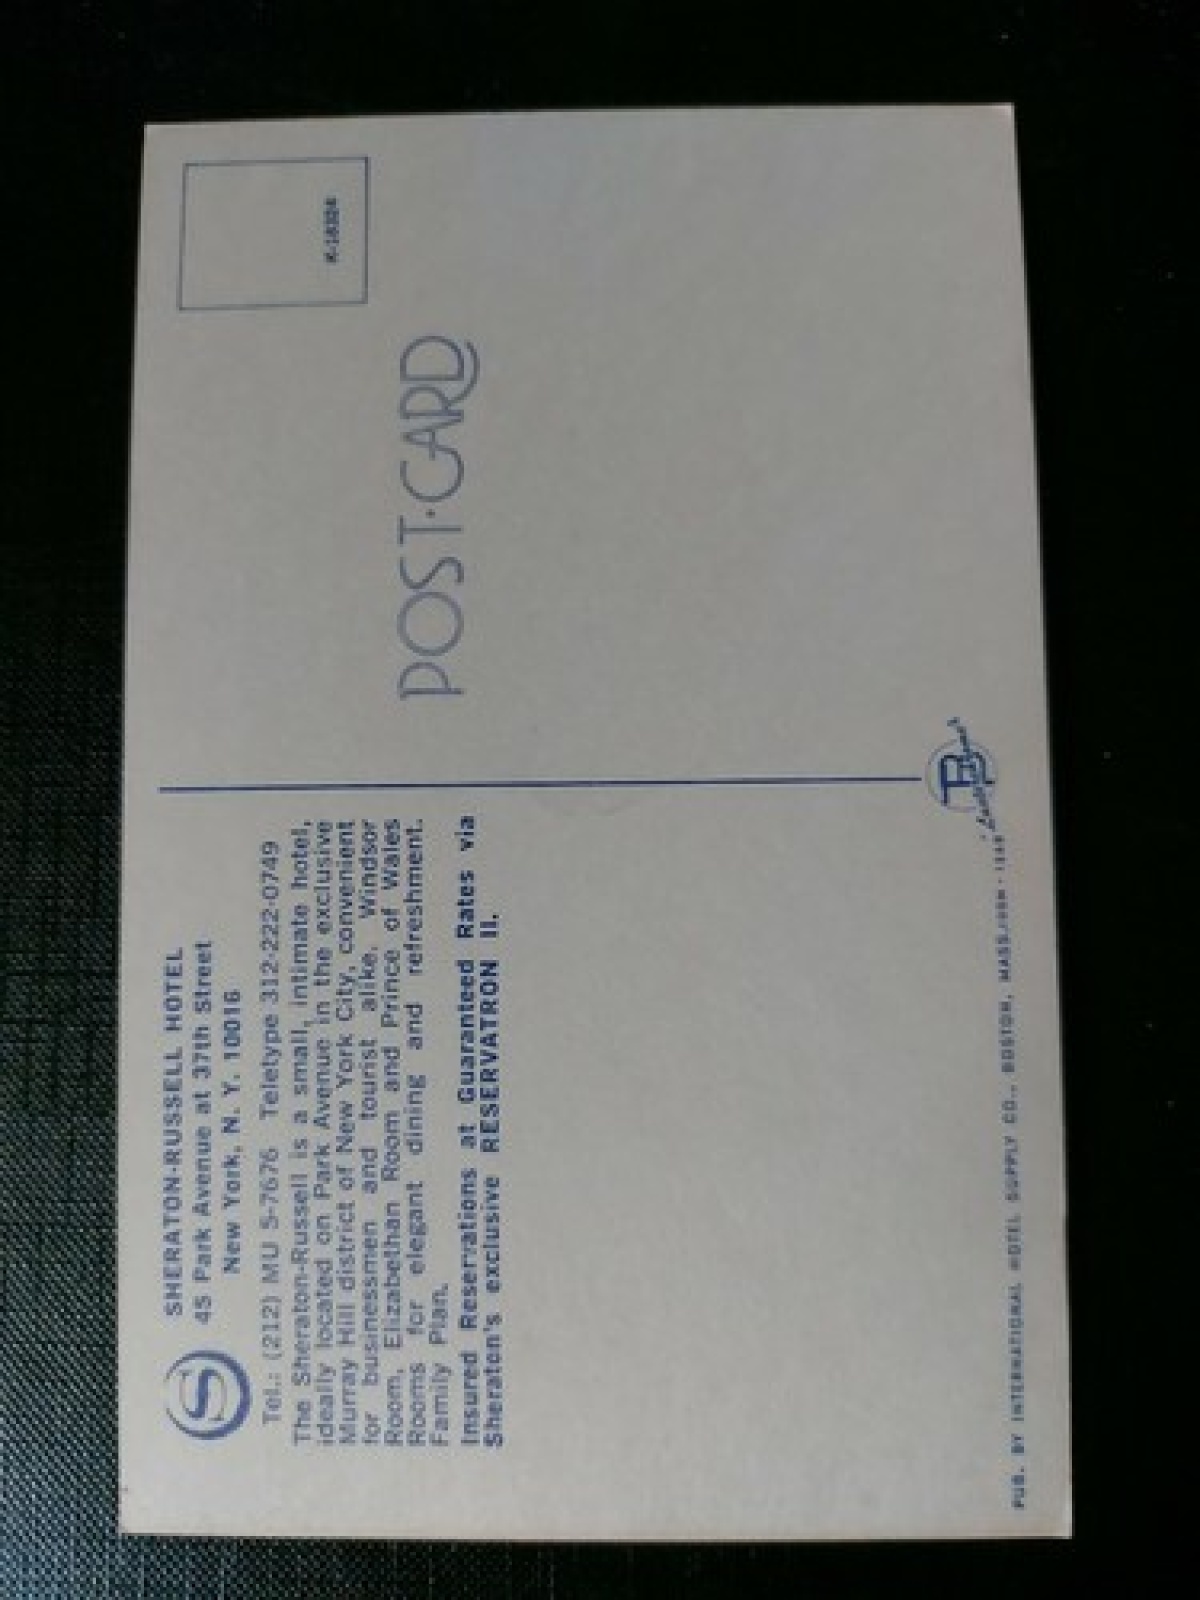 SHERATON-RUSSELL HOTEL
45 Park Avenue at 37th Street
New York, N. Y. 10016
Tel.: (212) MU 5-7676 Teletype 312-222-0749
The Sheraton-Russell is a small, intimate hotel,
ideally located on Park Avenue in the exclusive
Murray Hill district of New York City, convenient
for businessmen and tourist alike. Windsor
Room, Elizabethan Room and Prince of Wales
Rooms for elegant dining and refreshment.
Family Plan.
Insured Reserrations at Guaranteed Rates via
Sheraton's exclusive RESERVATRON II.
POST·CARD
K-18324
PUB. BY INTERNATIONAL HOTEL SUPPLY CO., BOSTON, MASS.